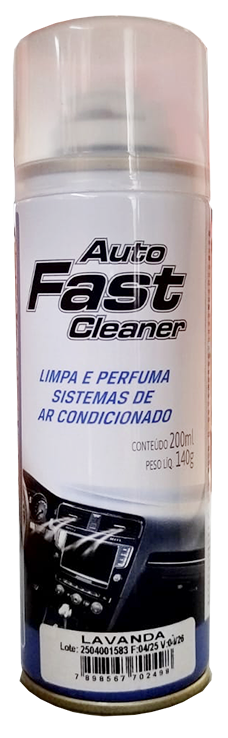 Auto
Fast
Cleaner
LIMPA E PERFUMA
SISTEMAS DE
AR CONDICIONADO
CONTEÚDO 200ml
PESO LÍQ. 140g
LAVANDA
Lote: 2504001583 F:04/25 V:04/26
7 898567 702498